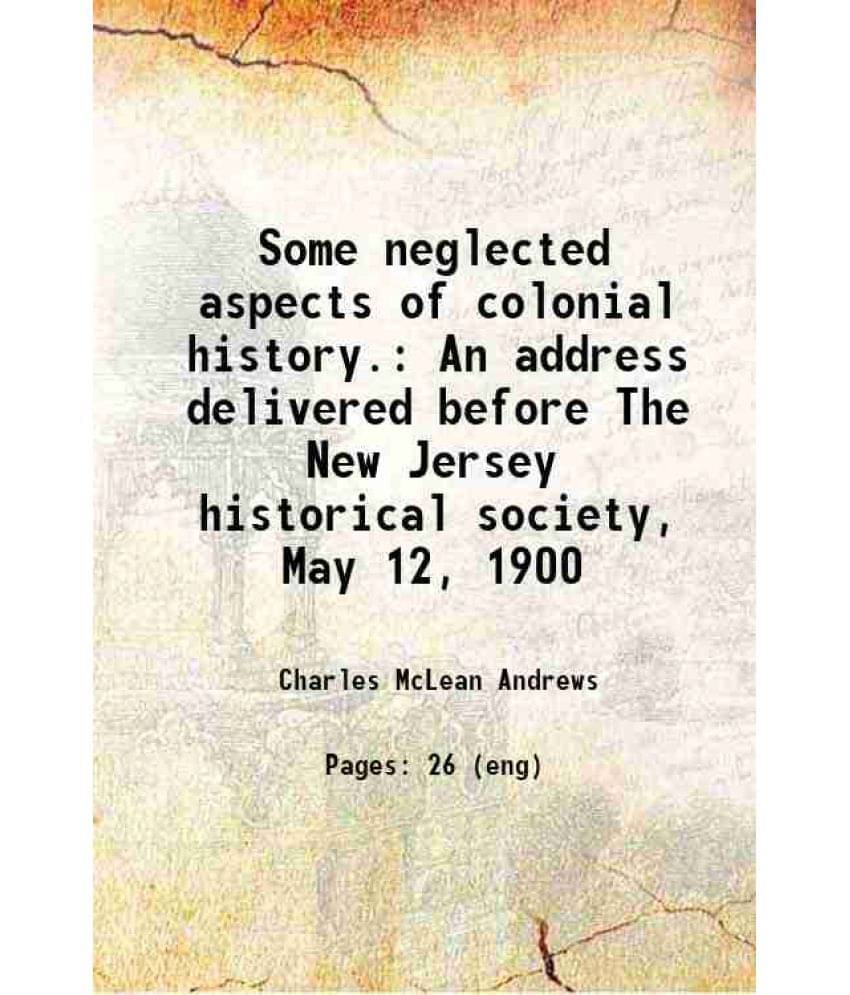 Some neglected
aspects of colonial
history.: An address
delivered before The
New Jersey
historical society,
May 12, 1900
Charles McLean Andrews
Pages: 26 (eng)